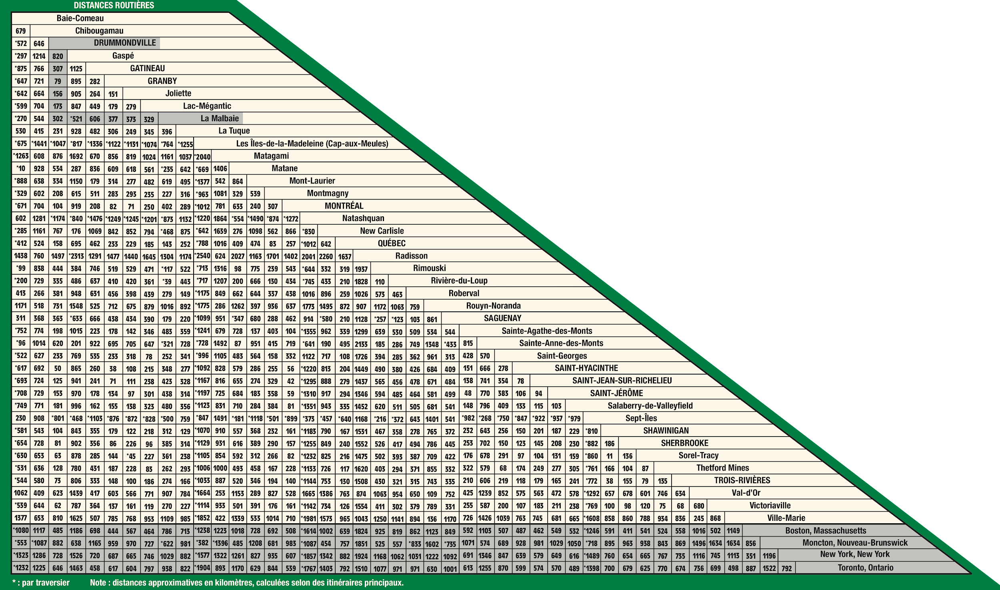 DISTANCES ROUTIÈRES
Baie-Comeau
679 Chibougamau
*572 646 DRUMMONDVILLE
*297 1214 820 Gaspé
*875 766 307 1125 GATINEAU
*647 721 79 895 282 GRANBY
*642 664 156 905 264 151 Joliette
*599 704 173 847 449 179 279 Lac-Mégantic
*270 544 302 *521 606 377 373 329 La Malbaie
530 415 231 928 482 306 249 345 396 La Tuque
*675 *1441 *1047 *817 *1336 *1122 *1131 *1074 *764 *1255 Les Îles-de-la-Madeleine (Cap-aux-Meules)
*1263 608 876 1692 670 856 819 1024 1161 1037 *2040 Matagami
*10 928 534 287 836 609 618 561 *235 642 *669 1406 Matane
*888 638 334 1150 179 314 277 482 619 495 *1377 542 864 Mont-Laurier
*329 602 208 615 511 283 293 235 227 316 *963 1081 329 539 Montmagny
*671 704 104 919 208 82 71 250 402 289 *1012 781 633 240 307 MONTRÉAL
602 1281 *1174 *840 *1476 *1249 *1245 *1201 *873 1132 *1220 1864 *554 *1490 *874 *1272 Natashquan
*285 1161 767 176 1069 842 852 794 *468 875 *642 1639 276 1098 562 866 *830 New Carlisle
*412 524 158 695 462 233 229 185 143 252 *788 1016 409 474 83 257 *1012 642 QUÉBEC
1438 760 1497 *2313 1291 1477 1440 1645 1304 1174 *2540 624 2027 1163 1701 1402 2041 2260 1637 Radisson
*99 838 444 384 746 519 529 471 *117 522 *713 1316 98 775 239 543 *644 332 319 1937 Rimouski
*200 729 335 486 637 410 420 361 *39 443 *717 1207 200 666 130 434 *745 433 210 1828 110 Rivière-du-Loup
413 266 381 948 631 456 398 439 279 149 *1175 849 662 644 337 438 1016 896 259 1026 573 463 Roberval
1171 518 731 1548 525 712 675 879 1016 892 *1775 286 1262 397 936 637 1773 1495 872 907 1172 1063 759 Rouyn-Noranda
311 368 363 *633 666 438 434 390 179 220 *1099 951 *347 680 288 462 914 *580 210 1128 *257 *123 103 861 SAGUENAY
*752 774 198 1015 223 178 142 346 483 359 *1241 679 728 137 403 104 *1355 962 339 1299 639 530 509 534 544 Sainte-Agathe-des-Monts
*96 1014 620 201 922 695 705 647 *321 728 *728 1492 87 951 415 719 *641 190 495 2133 185 286 749 1348 *433 815 Sainte-Anne-des-Monts
*522 627 233 769 535 233 318 78 252 341 *996 1105 483 564 158 332 1122 717 108 1726 394 285 362 961 313 428 570 Saint-Georges
*617 692 50 865 260 38 108 215 348 277 *1092 828 579 286 255 56 *1220 813 204 1449 490 380 426 684 409 151 666 278 SAINT-HYACINTHE
*693 724 125 941 241 71 111 238 423 328 *1167 816 655 274 329 42 *1295 888 279 1437 565 456 478 671 484 138 741 354 78 SAINT-JEAN-SUR-RICHELIEU
*708 729 153 970 178 134 97 301 438 314 *1197 725 684 183 358 59 *1310 917 294 1346 594 485 464 581 499 48 770 383 106 94 SAINT-JÉRÔME
*749 771 181 996 162 155 138 323 480 356 *1123 831 710 284 384 81 *1351 943 335 1452 620 511 505 681 541 148 796 409 133 115 103 Salaberry-de-Valleyfield
230 908 *801 *468 *1103 *876 *872 *828 *500 759 *847 1491 *181 *1118 *501 *899 *373 *457 *640 1168 *216 *372 643 1401 541 *982 *268 *750 *847 *922 *937 *979 Sept-Îles
*581 543 104 843 355 179 122 218 312 129 *1070 910 557 368 232 161 *1183 790 167 1531 467 358 278 765 372 232 643 256 150 201 187 229 *810 SHAWINIGAN
*654 728 81 902 356 86 226 96 385 314 *1129 931 616 389 290 157 *1255 849 240 1552 526 417 494 786 445 253 702 150 123 145 208 230 *882 186 SHERBROOKE
*630 653 63 878 285 144 *45 227 361 238 *1105 854 592 312 266 82 *1232 825 216 1475 502 393 387 709 422 176 678 291 97 104 131 159 *860 11 136 Sorel-Tracy
*531 636 128 780 431 187 228 83 262 293 *1006 1000 493 458 167 228 *1133 726 117 1620 403 294 371 855 332 322 579 68 174 249 277 305 *761 166 104 87 Thetford Mines
*544 580 73 806 333 148 100 186 274 166 *1033 887 520 346 194 140 *1144 753 130 1508 430 321 315 743 335 210 606 219 118 179 165 241 *772 38 155 79 135 TROIS-RIVIÈRES
1062 409 623 1439 417 603 566 771 907 784 *1664 253 1153 289 827 528 1665 1386 763 874 1063 954 650 109 752 425 1239 852 575 563 472 578 *1292 657 678 601 746 634 Val-d’Or
*539 644 62 787 364 137 161 119 270 227 *1114 933 501 391 176 161 *1142 734 126 1554 411 302 379 789 331 255 587 200 107 183 211 238 *769 100 98 120 75 68 680 Victoriaville
1377 653 810 1625 507 785 768 953 1109 985 *1852 422 1339 533 1014 710 *1981 1573 965 1043 1250 1141 894 136 1170 726 1426 1039 763 745 681 665 *1608 858 860 788 934 836 245 868 Ville-Marie
*1080 1117 485 1186 698 444 567 464 786 713 *1238 1223 1018 728 692 508 *1614 1002 639 1824 925 819 862 1123 849 592 1103 507 487 462 549 532 *1246 591 411 541 524 558 1016 502 1149 Boston, Massachusetts
*553 *1087 882 638 1165 959 970 727 *622 981 *382 *1396 485 1208 681 983 *1087 454 757 1851 525 557 *833 1602 *735 1071 574 689 928 981 1029 1050 *718 895 963 938 843 869 1496 1634 1634 856 Moncton, Nouveau-Brunswick
*1323 1286 728 1526 720 687 665 746 1029 882 *1577 1322 1261 827 935 607 *1857 1342 882 1924 1168 1062 1031 1222 1092 691 1346 847 639 579 649 616 *1489 760 654 665 767 735 1116 745 1113 351 1196 New York, New York
*1232 1225 646 1463 458 617 604 797 938 822 *1904 893 1170 629 844 539 *1767 1403 792 1510 1077 971 971 630 1001 613 1255 870 599 574 570 489 *1398 700 679 625 770 674 736 699 498 887 1522 792 Toronto, Ontario
* : par traversier Note : distances approximatives en kilomètres, calculées selon des itinéraires principaux.